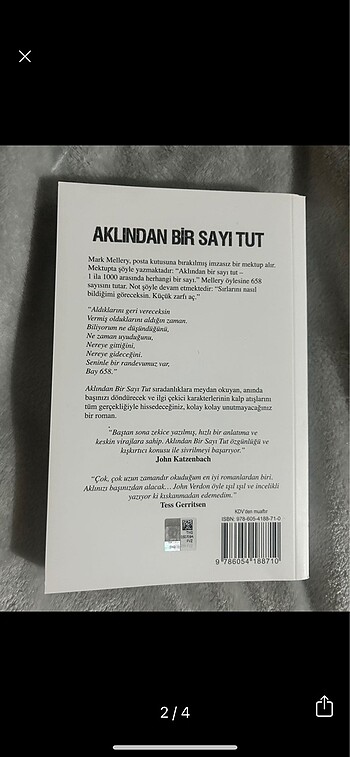 AKLINDAN BİR SAYI TUT
Mark Mellery, posta kutusuna bırakılmış imzasız bir mektup alır.
Mektupta şöyle yazmaktadır: “Aklından bir sayı tut –
1 ila 1000 arasında herhangi bir sayı.” Mellery öylesine 658
sayısını tutar. Not şöyle devam etmektedir: “Sırlarını nasıl
bildiğimi göreceksin. Küçük zarfı aç.”
“Aldıklarını geri vereceksin
Vermiş olduklarını aldığın zaman.
Biliyorum ne düşündüğünü,
Ne zaman uyuduğunu,
Nereye gittiğini,
Nereye gideceğini.
Seninle bir randevumuz var,
Bay 658.”
Aklından Bir Sayı Tut sıradanlıklara meydan okuyan, anında
başınızı döndürecek ve ilgi çekici karakterlerinin kalp atışlarını
tüm gerçekliğiyle hissedeceğiniz, kolay kolay unutmayacağınız
bir roman.
“Baştan sona zekice yazılmış, hızlı bir anlatıma ve
keskin virajlara sahip. Aklından Bir Sayı Tut özgünlüğü ve
kışkırtıcı konusu ile sivrilmeyi başarıyor.”
John Katzenbach
“Çok, çok uzun zamandır okuduğum en iyi romanlardan biri.
Aklınızı başınızdan alacak… John Verdon öyle ışıl ışıl ve incelikli
yazıyor ki kıskanmadan edemedim.”
Tess Gerritsen
KDV'den muaftır
ISBN: 978-605-4188-71-0
9 786054 188710
2 / 4